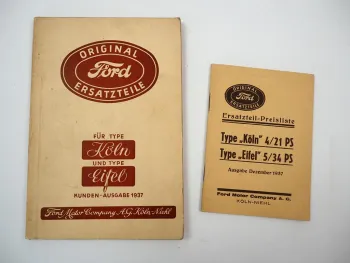 ORIGINAL
Ford
ERSATZTEILE
FÜR TYPE
Köln
UND TYPE
Eifel
KUNDEN-AUSGABE 1937
Ford Motor Company A.G. Köln-Niehl
ORIGINAL
Ford
ERSATZTEILE
Ersatzteil-Preisliste
Type „Köln" 4/21 PS
Type „Eifel" 5/34 PS
Ausgabe Dezember 1937
Ford Motor Company A. G.
KÖLN-NIEHL